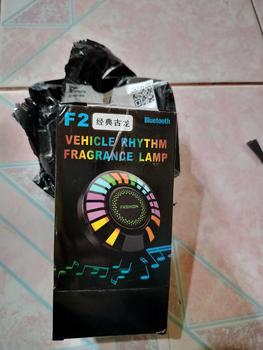 F2 经典古龙 Bluetooth
VEHICLE RHYTHM
FRAGRANCE LAMP
FASHION